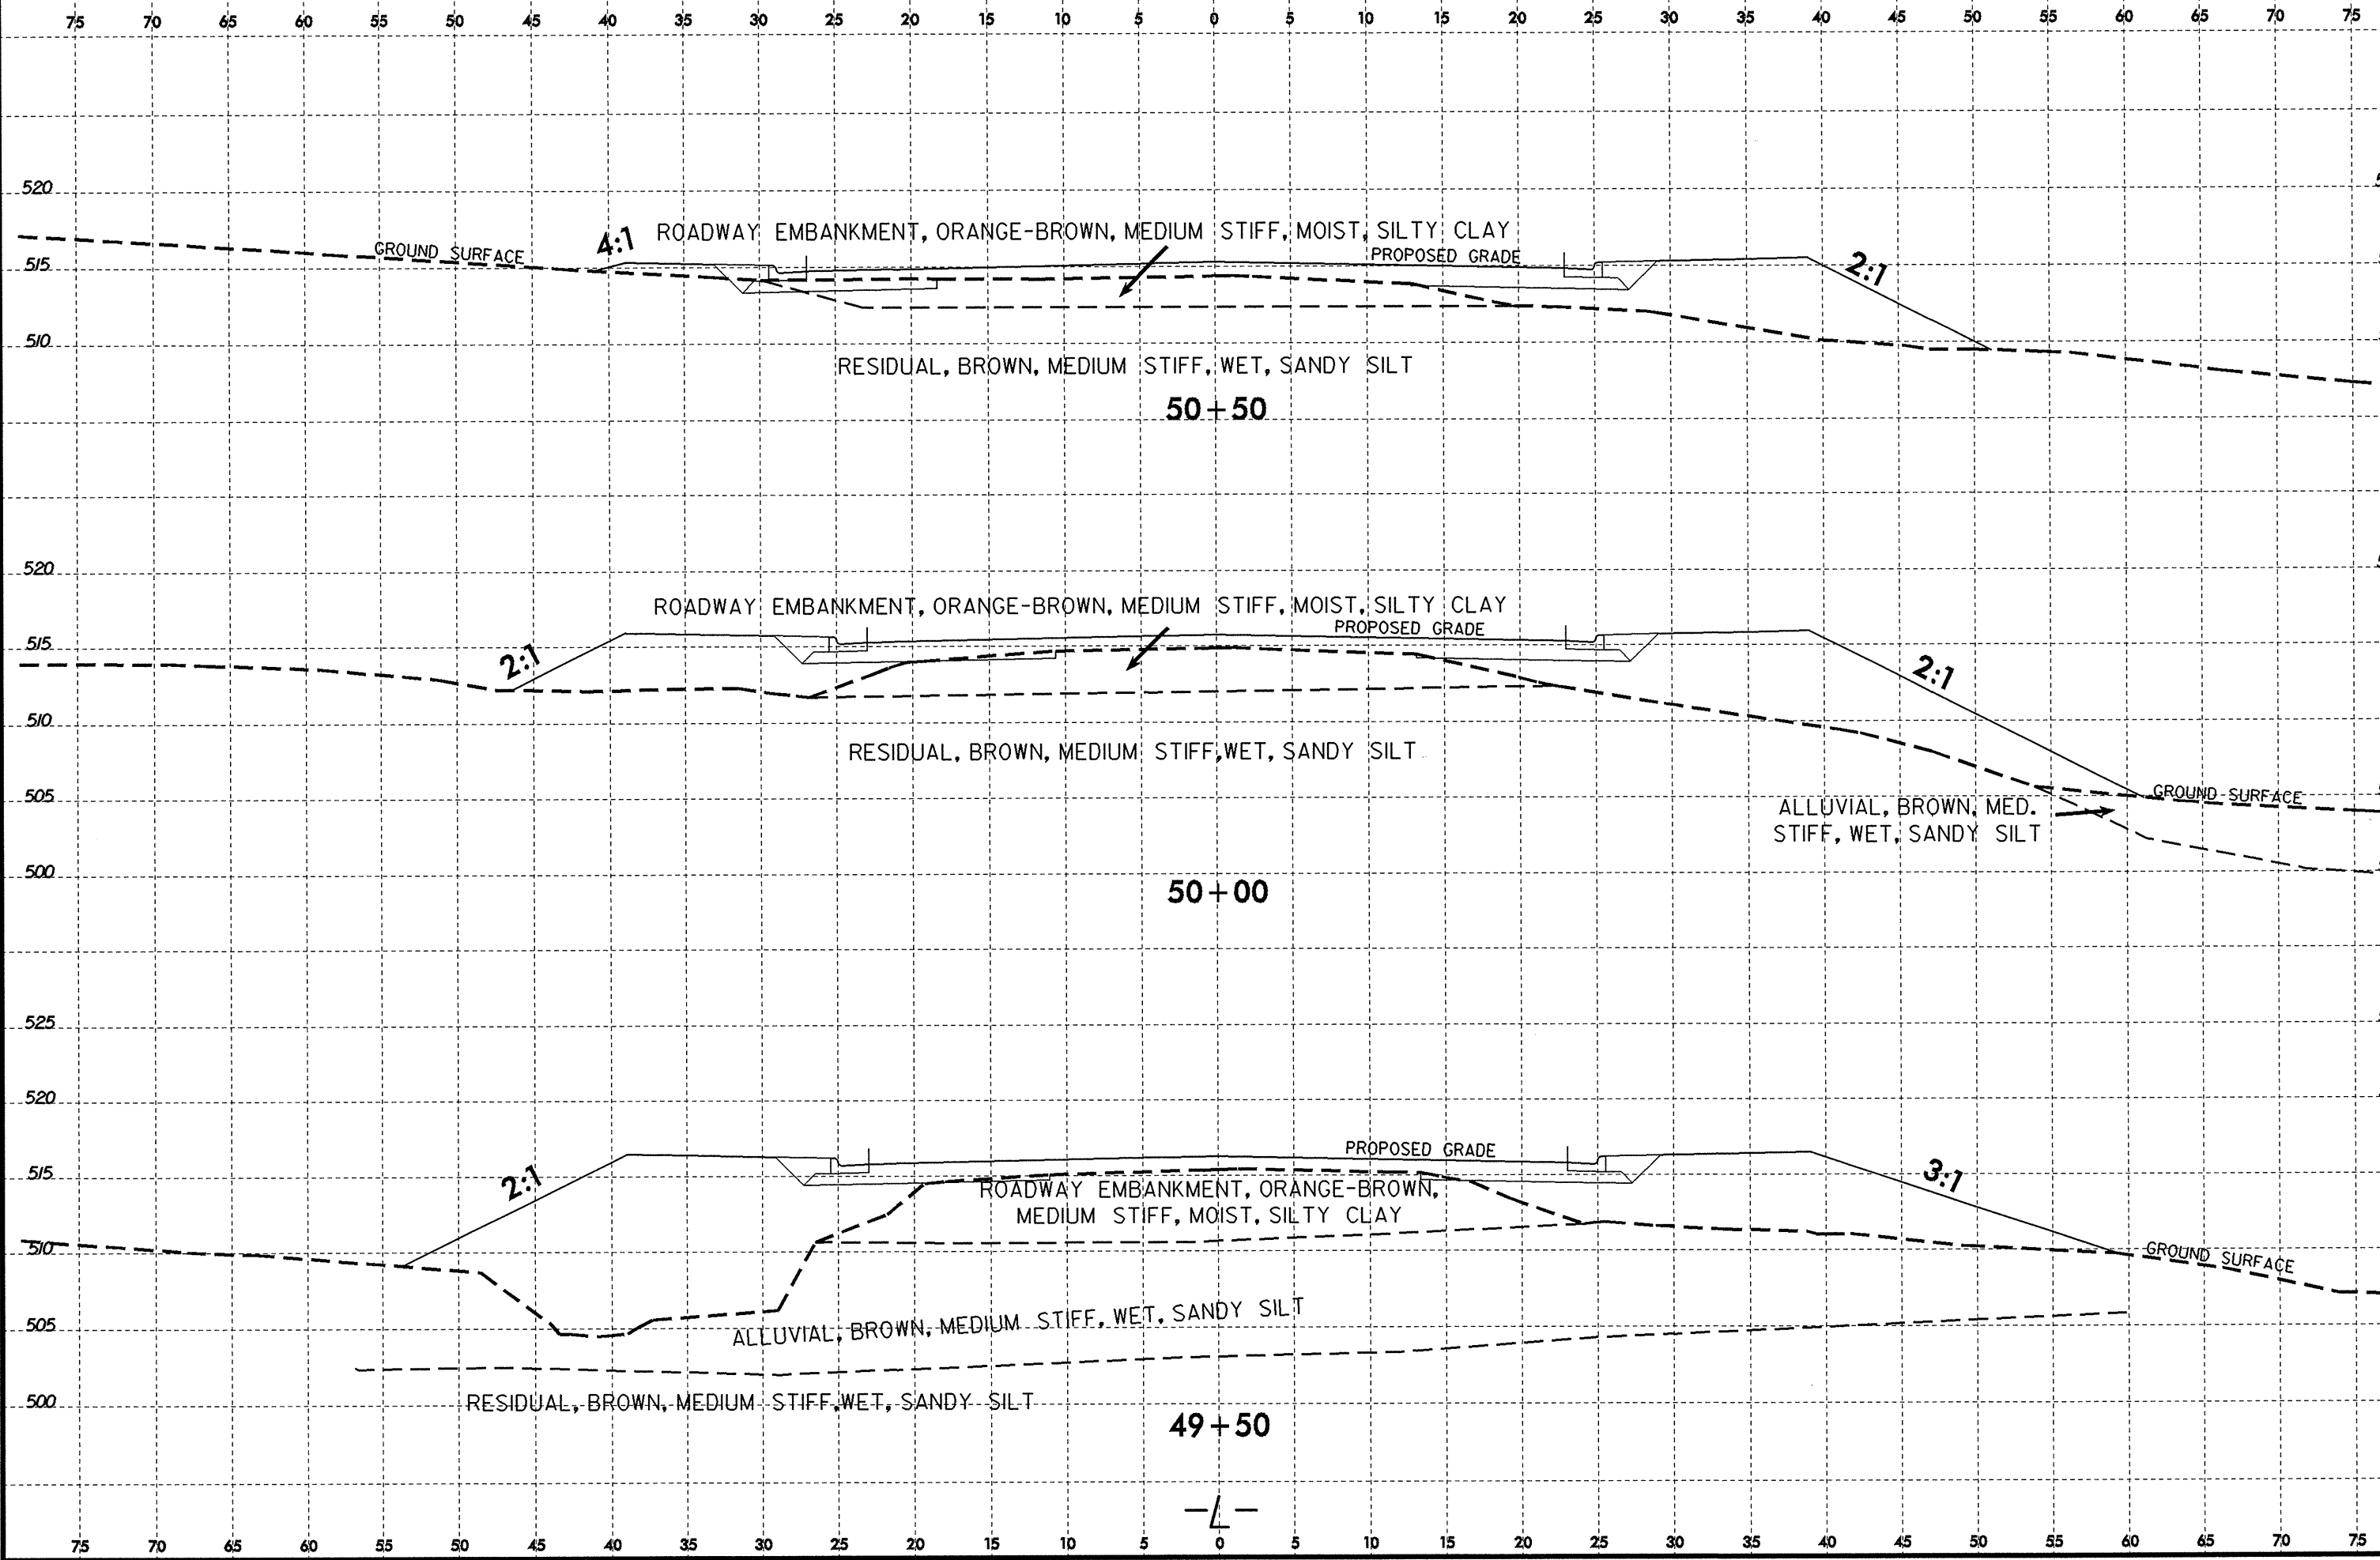 75 70 65 60 55 50 45 40 35 30 25 20 15 10 5 0 5 10 15 20 25 30 35 40 45 50 55 60 65 70 75
520
ROADWAY EMBANKMENT, ORANGE-BROWN, MEDIUM STIFF, MOIST, SILTY CLAY
4:1
GROUND SURFACE
PROPOSED GRADE
2:1
515
510
RESIDUAL, BROWN, MEDIUM STIFF, WET, SANDY SILT
50+50
520
ROADWAY EMBANKMENT, ORANGE-BROWN, MEDIUM STIFF, MOIST, SILTY CLAY
PROPOSED GRADE
515
2:1
2:1
510
RESIDUAL, BROWN, MEDIUM STIFF, WET, SANDY SILT
505
GROUND SURFACE
ALLUVIAL, BROWN, MED.
STIFF, WET, SANDY SILT
500
50+00
525
520
PROPOSED GRADE
515
2:1
3:1
ROADWAY EMBANKMENT, ORANGE-BROWN,
MEDIUM STIFF, MOIST, SILTY CLAY
510
GROUND SURFACE
505
ALLUVIAL, BROWN, MEDIUM STIFF, WET, SANDY SILT
500
RESIDUAL, BROWN, MEDIUM STIFF, WET, SANDY SILT
49+50
-L-
75 70 65 60 55 50 45 40 35 30 25 20 15 10 5 0 5 10 15 20 25 30 35 40 45 50 55 60 65 70 75